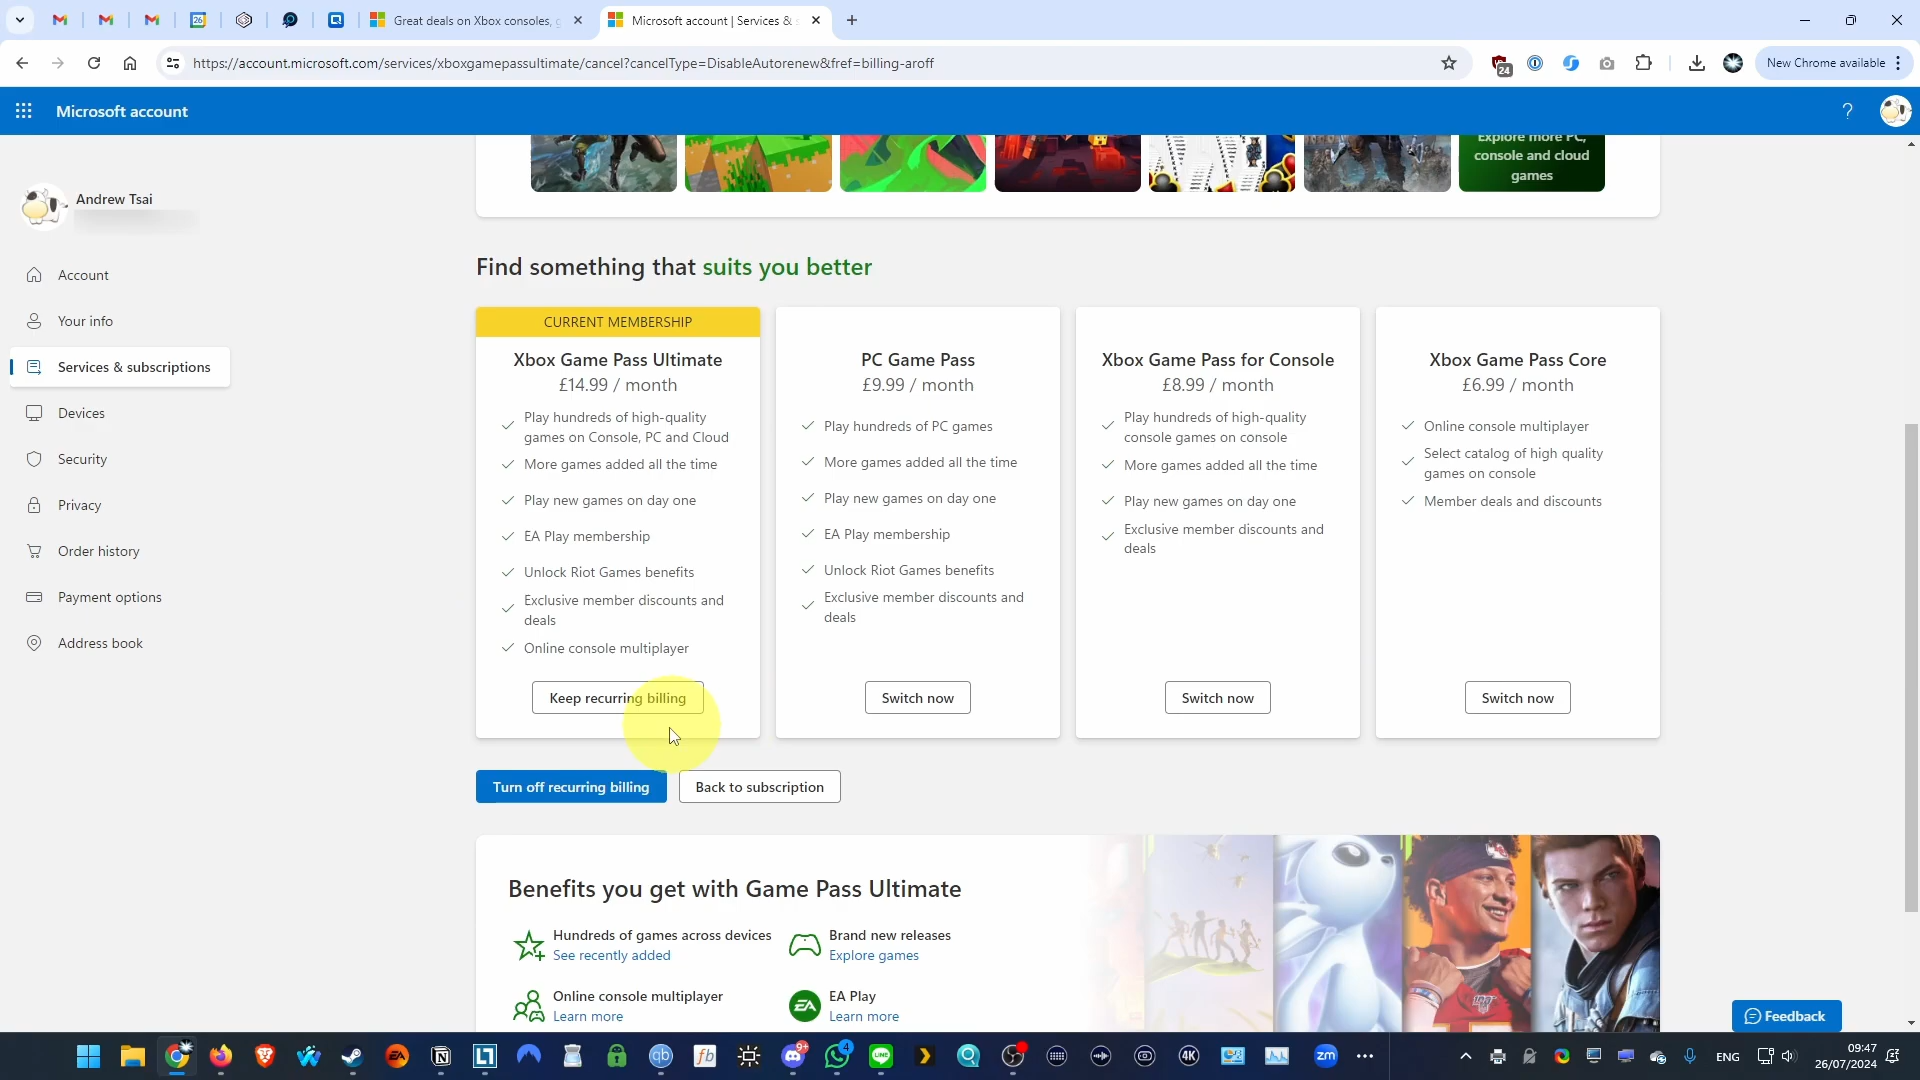 26
Great deals on Xbox consoles, g
Microsoft account | Services & s
https://account.microsoft.com/services/xboxgamepassultimate/cancel?cancelType=DisableAutorenew&fref=billing-aroff
24
New Chrome available
Microsoft account
?
Explore more PC,
console and cloud
games
Andrew Tsai
Account
Your info
Services & subscriptions
Devices
Security
Privacy
Order history
Payment options
Address book
Find something that suits you better
CURRENT MEMBERSHIP
Xbox Game Pass Ultimate
£14.99 / month
Play hundreds of high-quality
games on Console, PC and Cloud
More games added all the time
Play new games on day one
EA Play membership
Unlock Riot Games benefits
Exclusive member discounts and
deals
Online console multiplayer
Keep recurring billing
PC Game Pass
£9.99 / month
Play hundreds of PC games
More games added all the time
Play new games on day one
EA Play membership
Unlock Riot Games benefits
Exclusive member discounts and
deals
Switch now
Xbox Game Pass for Console
£8.99 / month
Play hundreds of high-quality
console games on console
More games added all the time
Play new games on day one
Exclusive member discounts and
deals
Switch now
Xbox Game Pass Core
£6.99 / month
Online console multiplayer
Select catalog of high quality
games on console
Member deals and discounts
Switch now
Turn off recurring billing
Back to subscription
Benefits you get with Game Pass Ultimate
Hundreds of games across devices
See recently added
Brand new releases
Explore games
Online console multiplayer
Learn more
EA
EA Play
Learn more
Feedback
EA
qb
fb
9+
4
LINE
4K
zm
ENG
09:47
26/07/2024